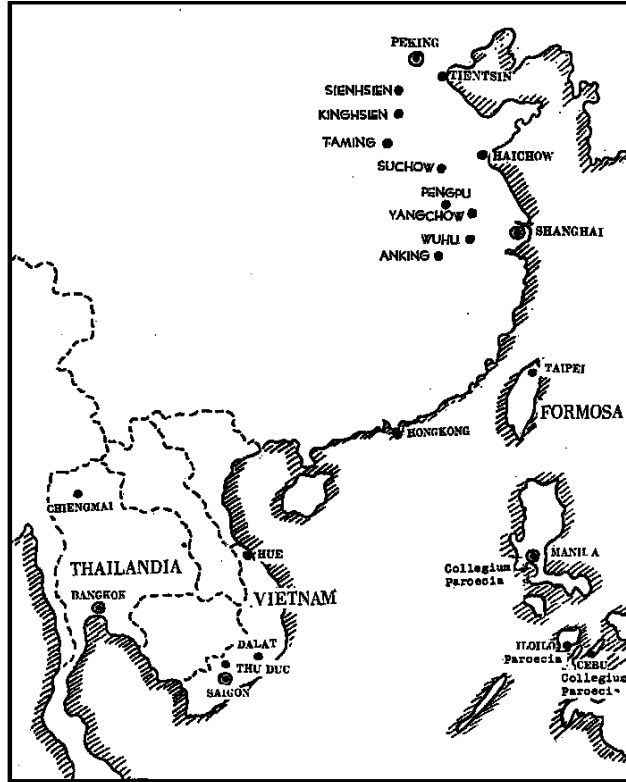 PEKING
TIENTSIN
SIENHSIEN
KINGHSIEN
TAMING
HAICHOW
SUCHOW
PENGPU
YANGCHOW
SHANGHAI
WUHU
ANKING
TAIPEI
FORMOSA
HONGKONG
CHIENGMAI
HUE
MANILA
Collegium
Paroecia
THAILANDIA
BANGKOK
VIETNAM
DALAT
THU DUC
SAIGON
ILOILO
Paroecia
CEBU
Collegium
Paroeci